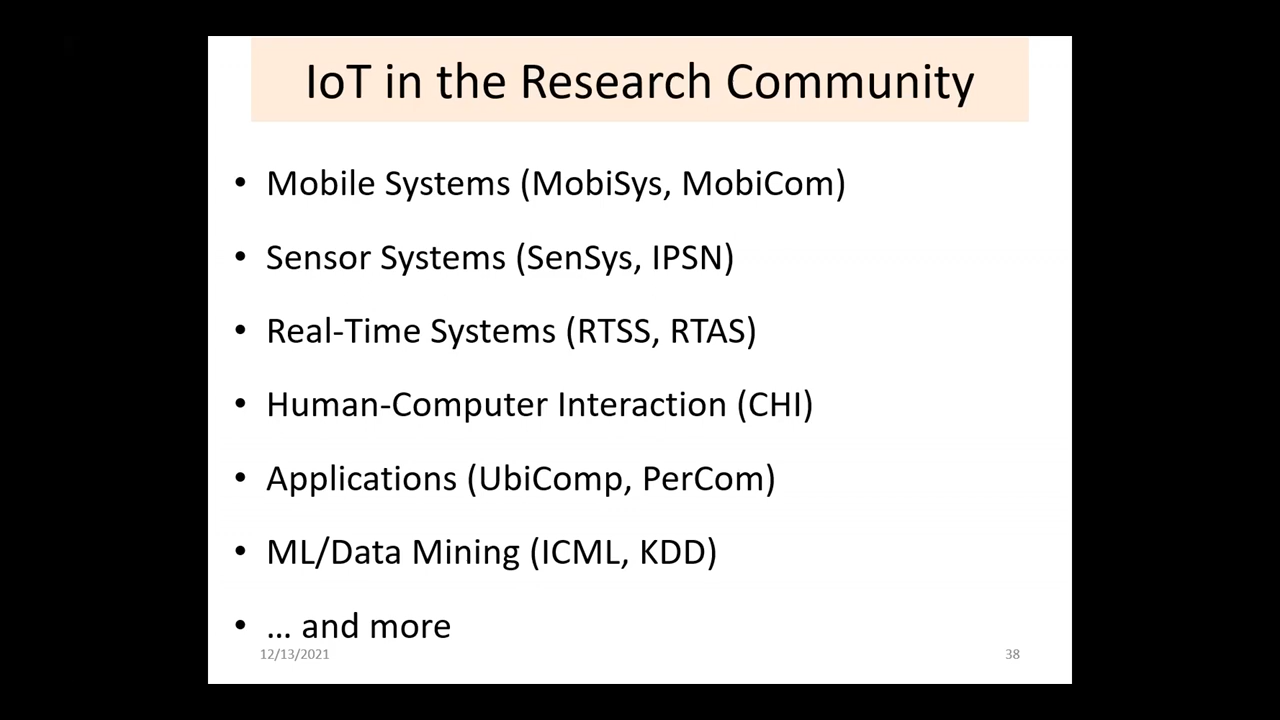 IoT in the Research Community
• Mobile Systems (MobiSys, MobiCom)
• Sensor Systems (SenSys, IPSN)
• Real-Time Systems (RTSS, RTAS)
• Human-Computer Interaction (CHI)
• Applications (UbiComp, PerCom)
• ML/Data Mining (ICML, KDD)
• … and more
12/13/2021
38